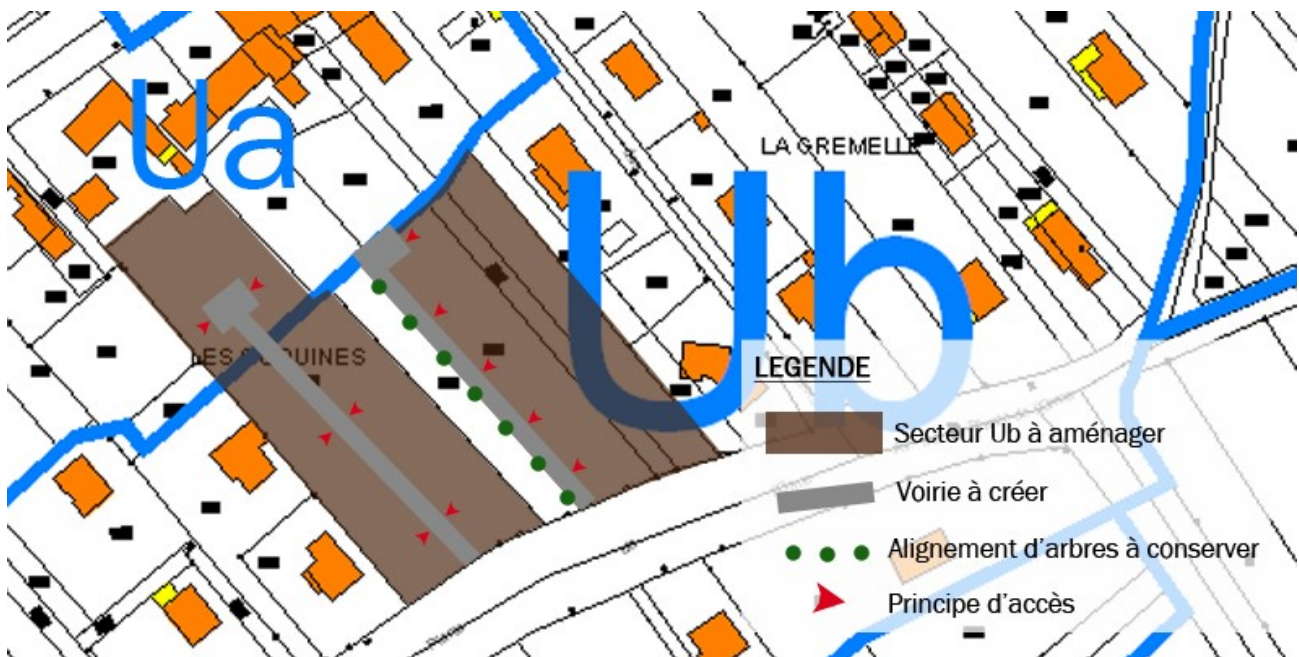 Ua
LA GREMELLE
Ub
LEGENDE
Secteur Ub à aménager
Voirie à créer
Alignement d'arbres à conserver
Principe d'accès